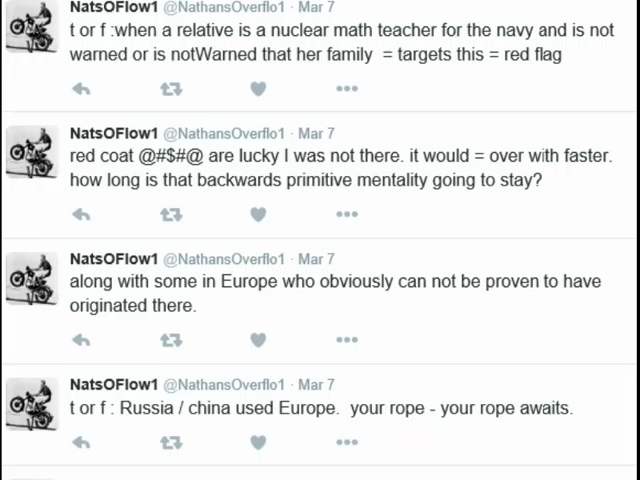 NatsOFlow1 @NathansOverflo1 · Mar 7
t or f :when a relative is a nuclear math teacher for the navy and is not
warned or is notWarned that her family = targets this = red flag
NatsOFlow1 @NathansOverflo1 · Mar 7
red coat @#$#@ are lucky I was not there. it would = over with faster.
how long is that backwards primitive mentality going to stay?
NatsOFlow1 @NathansOverflo1 · Mar 7
along with some in Europe who obviously can not be proven to have
originated there.
NatsOFlow1 @NathansOverflo1 · Mar 7
t or f : Russia / china used Europe. your rope - your rope awaits.